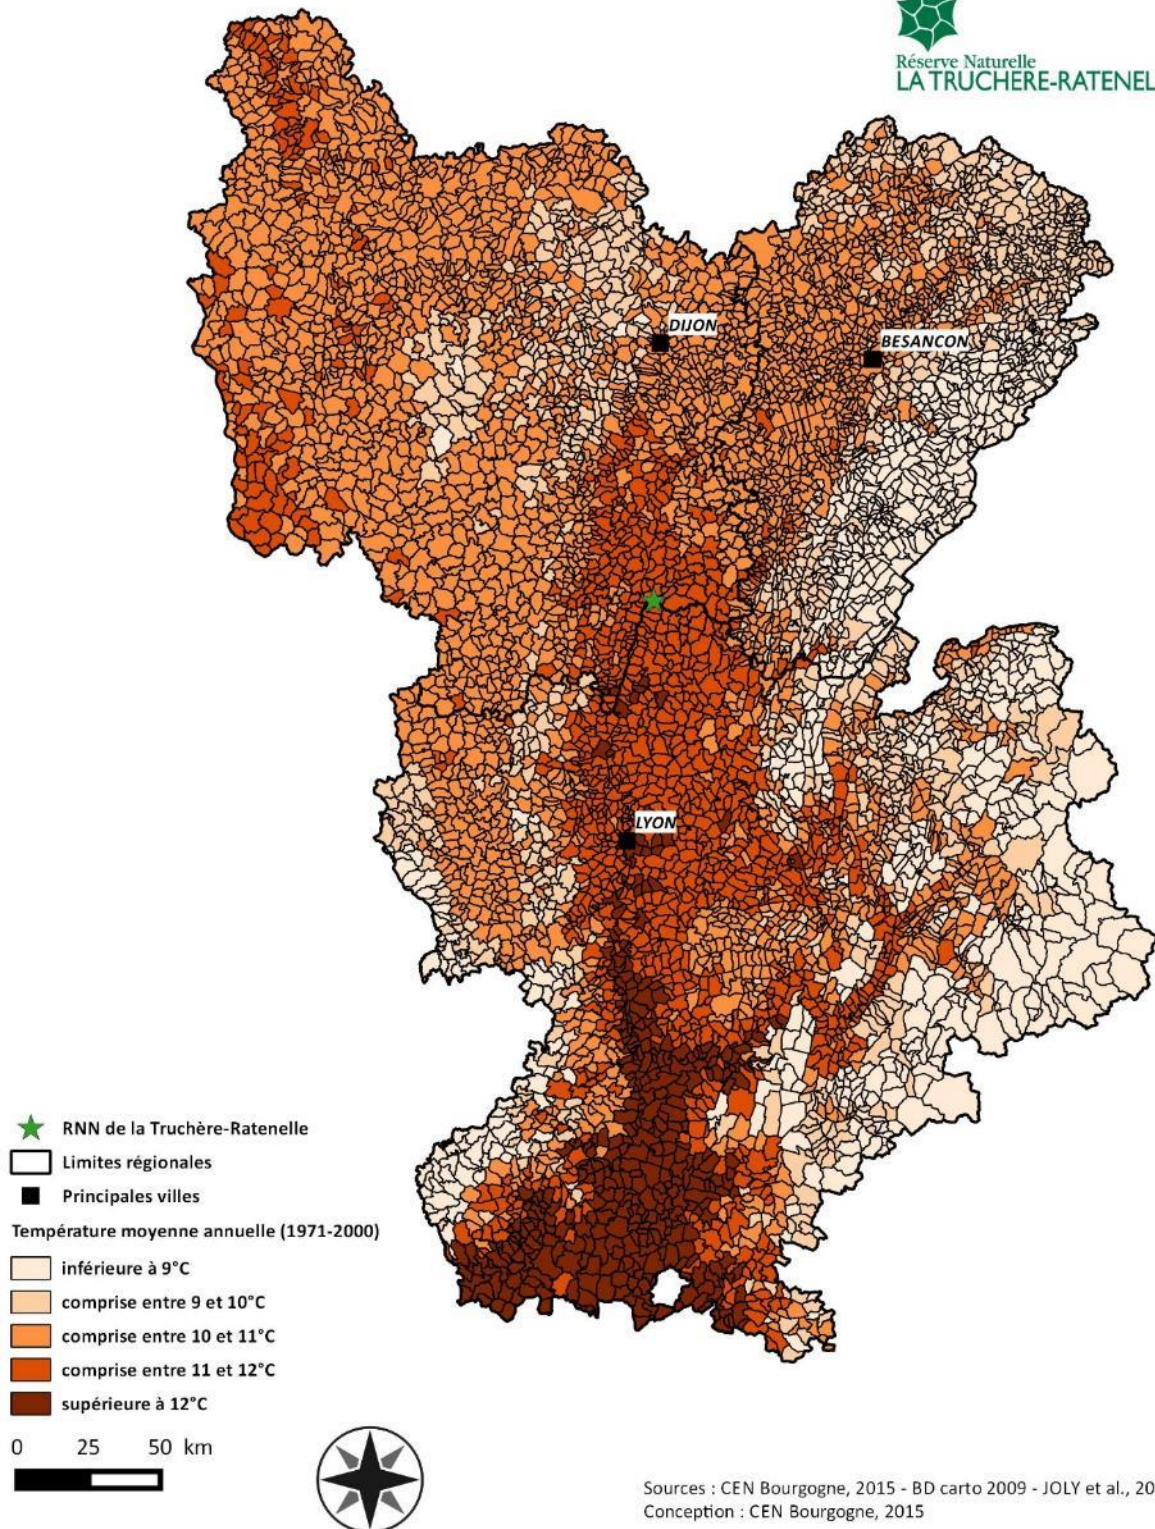 Réserve Naturelle
LA TRUCHÈRE-RATENEL
DIJON
BESANCON
LYON
RNN de la Truchère-Ratenelle
Limites régionales
Principales villes
Température moyenne annuelle (1971-2000)
inférieure à 9°C
comprise entre 9 et 10°C
comprise entre 10 et 11°C
comprise entre 11 et 12°C
supérieure à 12°C
0 25 50 km
Sources : CEN Bourgogne, 2015 - BD carto 2009 - JOLY et al., 20
Conception : CEN Bourgogne, 2015